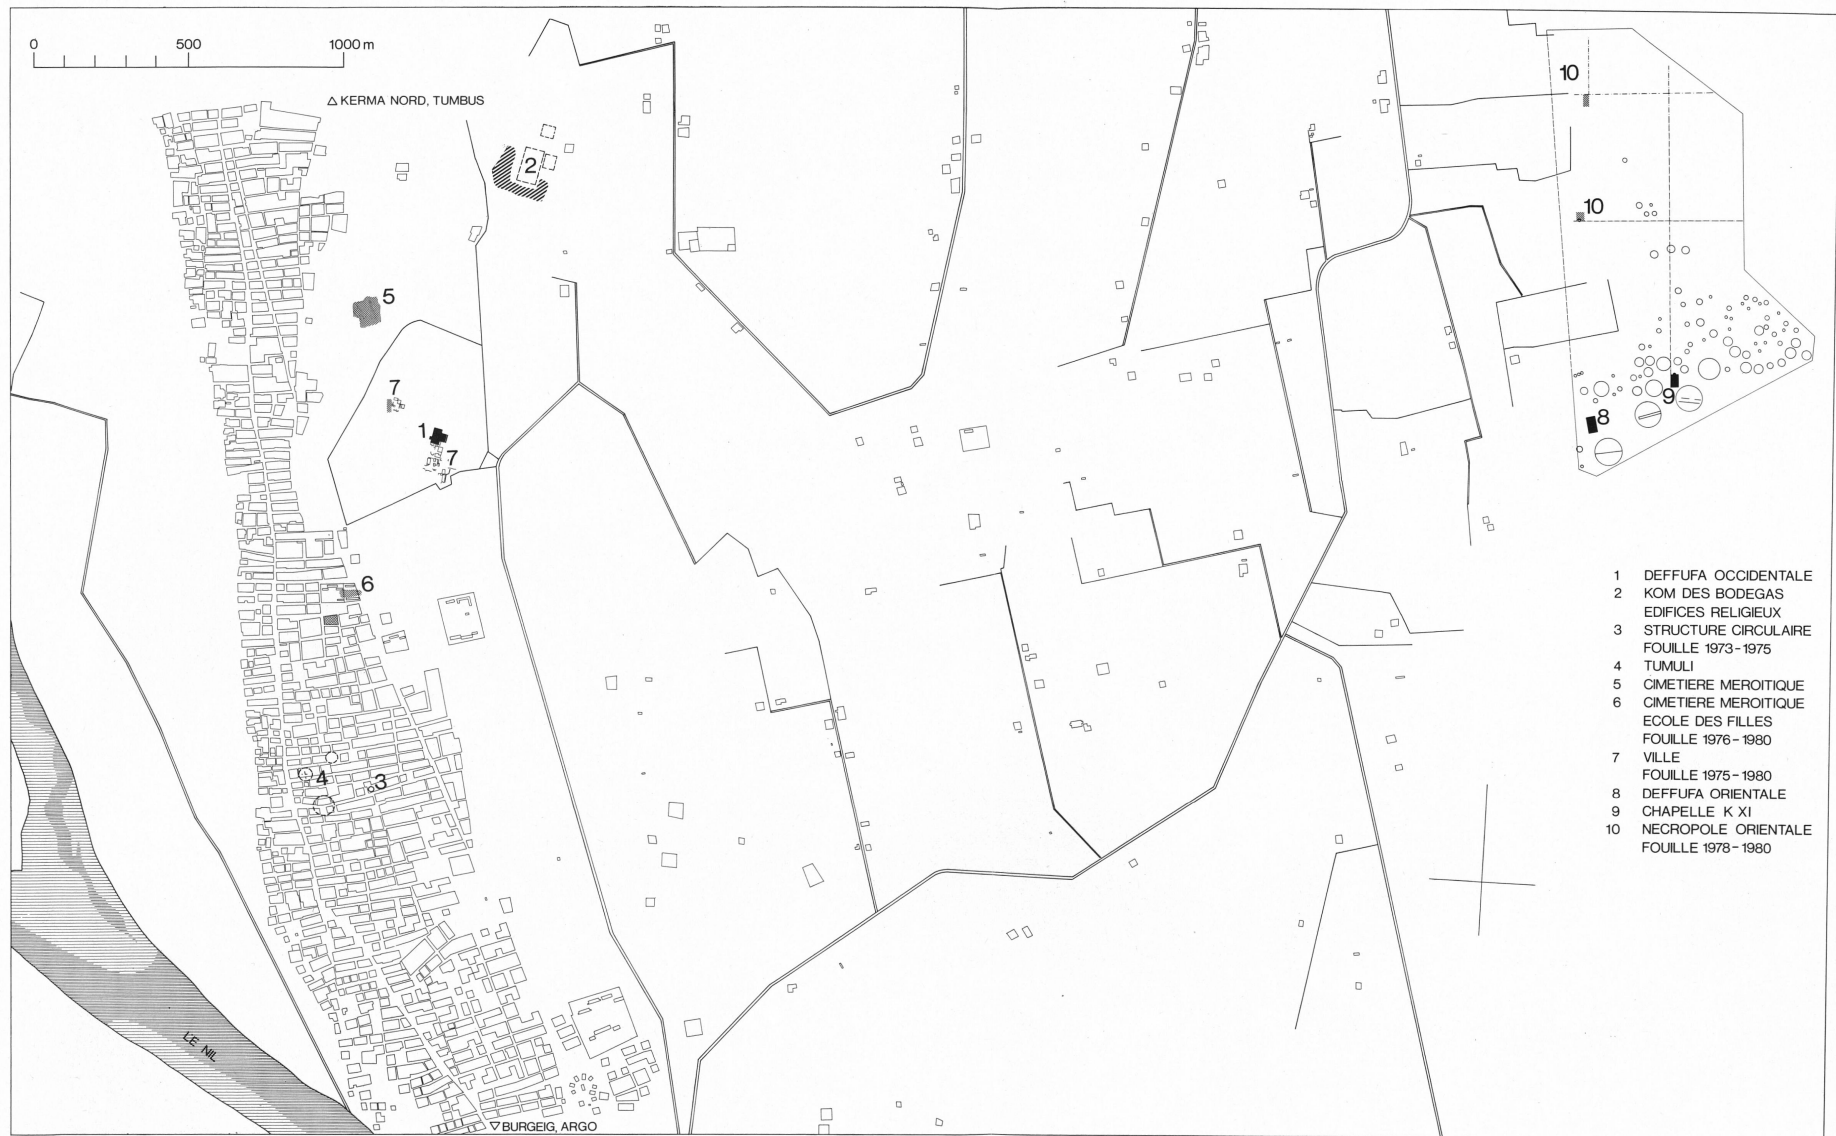 0 500 1000 m
△ KERMA NORD, TUMBUS
10
2
10
5
7
1
7
9
8
6
4
3
LE NIL
▽ BURGEIG, ARGO
1 DEFFUFA OCCIDENTALE
2 KOM DES BODEGAS
EDIFICES RELIGIEUX
3 STRUCTURE CIRCULAIRE
FOUILLE 1973-1975
4 TUMULI
5 CIMETIERE MEROITIQUE
6 CIMETIERE MEROITIQUE
ECOLE DES FILLES
FOUILLE 1976-1980
7 VILLE
FOUILLE 1975-1980
8 DEFFUFA ORIENTALE
9 CHAPELLE K XI
10 NECROPOLE ORIENTALE
FOUILLE 1978-1980